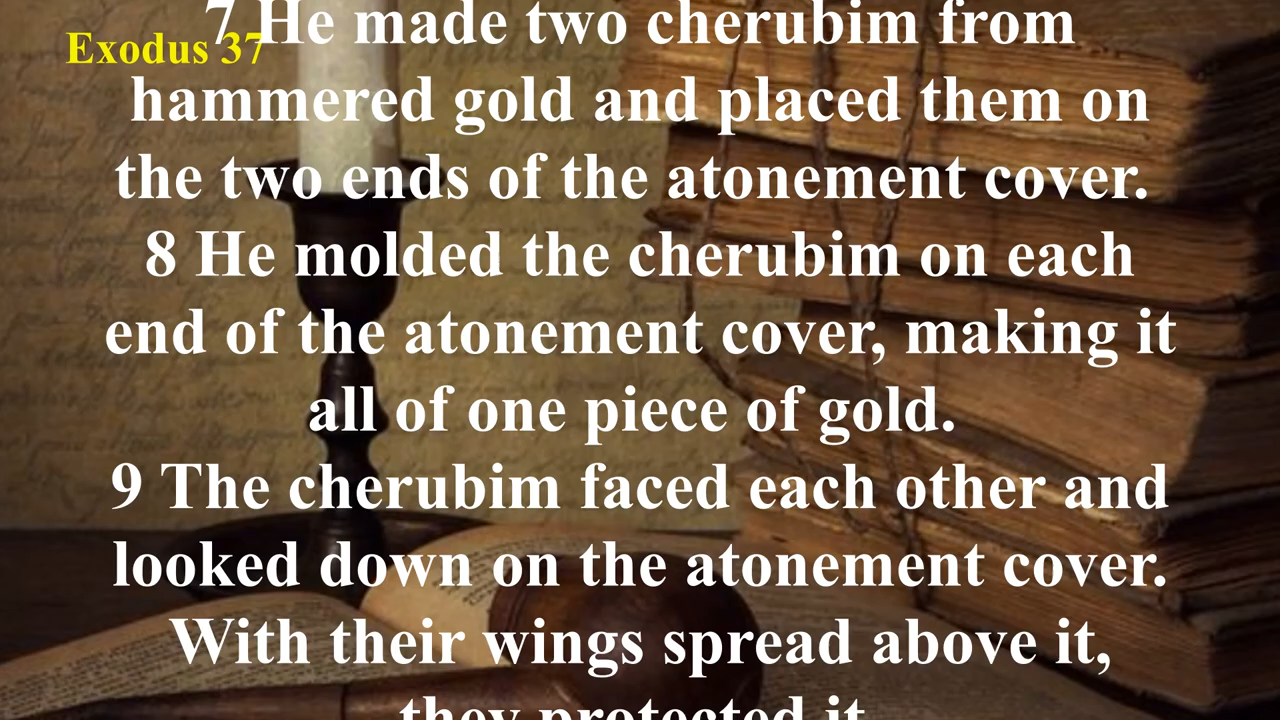 Exodus 37
7 He made two cherubim from
hammered gold and placed them on
the two ends of the atonement cover.
8 He molded the cherubim on each
end of the atonement cover, making it
all of one piece of gold.
9 The cherubim faced each other and
looked down on the atonement cover.
With their wings spread above it,
they protected it